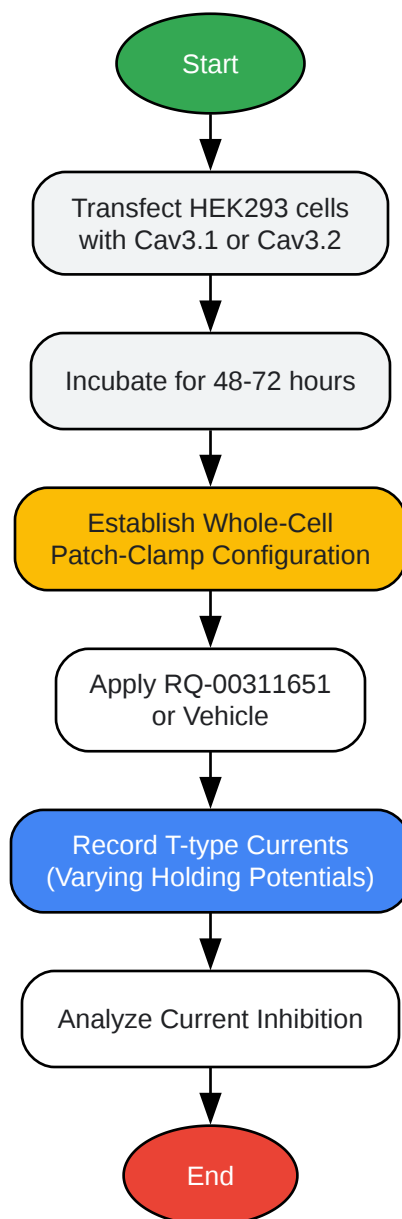 Start
Transfect HEK293 cells
with Cav3.1 or Cav3.2
Incubate for 48-72 hours
Establish Whole-Cell
Patch-Clamp Configuration
Apply RQ-00311651
or Vehicle
Record T-type Currents
(Varying Holding Potentials)
Analyze Current Inhibition
End